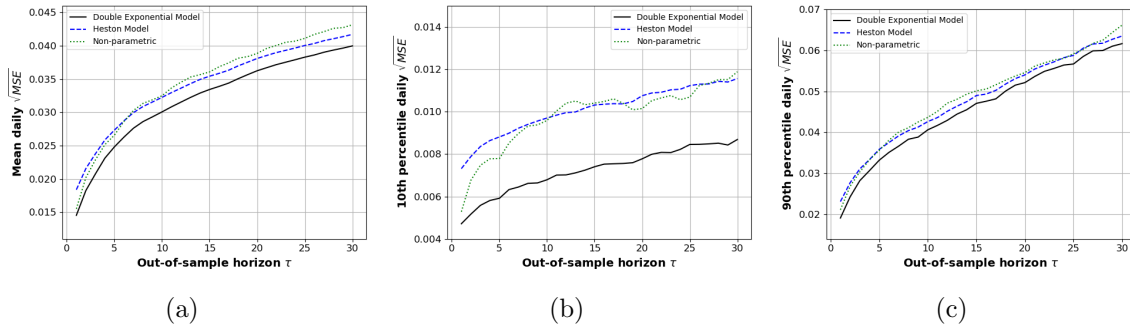 Mean daily √MSE
0.040
0.035
0.030
0.025
0.020
0.015
Double Exponential Model
Heston Model
Non-parametric
0 5 10 15 20 25 30
Out-of-sample horizon τ
(a)
10th percentile daily √MSE
0.014
0.012
0.010
0.008
0.006
0.004
Double Exponential Model
Heston Model
Non-parametric
0 5 10 15 20 25 30
Out-of-sample horizon τ
(b)
90th percentile daily √MSE
0.07
0.06
0.05
0.04
0.03
0.02
Double Exponential Model
Heston Model
Non-parametric
0 5 10 15 20 25 30
Out-of-sample horizon τ
(c)